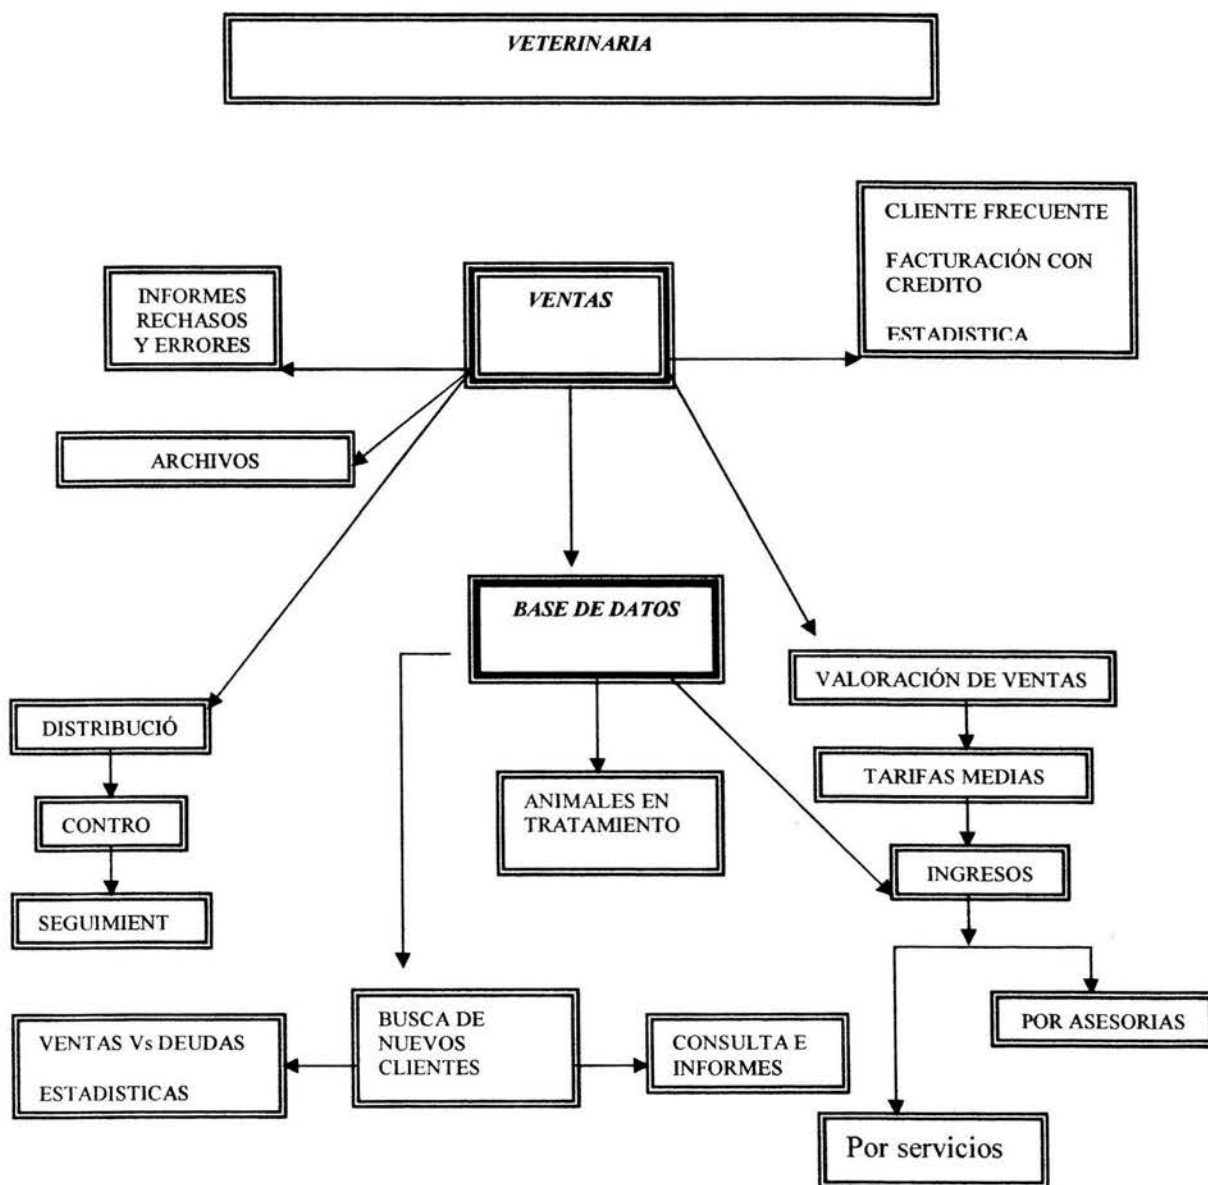 VETERINARIA
CLIENTE FRECUENTE
FACTURACIÓN CON
CREDITO
ESTADISTICA
INFORMES
RECHASOS
Y ERRORES
VENTAS
ARCHIVOS
BASE DE DATOS
VALORACIÓN DE VENTAS
DISTRIBUCIÓ
TARIFAS MEDIAS
ANIMALES EN
TRATAMIENTO
CONTRO
INGRESOS
SEGUIMIENT
POR ASESORIAS
BUSCA DE
NUEVOS
CLIENTES
VENTAS Vs DEUDAS
ESTADISTICAS
CONSULTA E
INFORMES
Por servicios